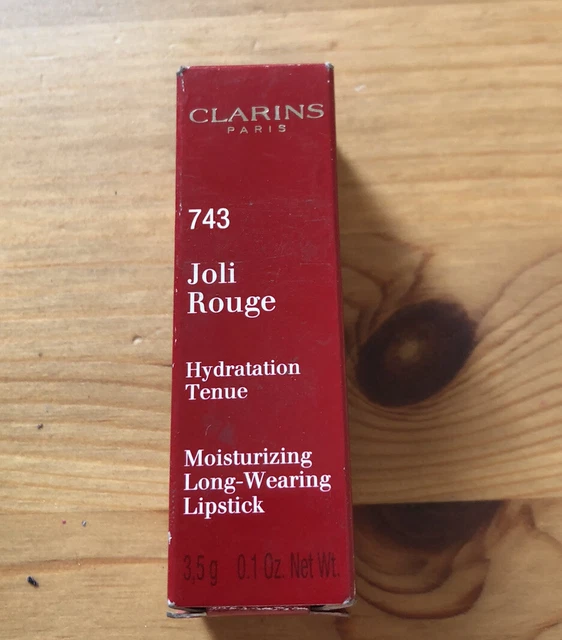 CLARINS
PARIS
743
Joli
Rouge
Hydratation
Tenue
Moisturizing
Long-Wearing
Lipstick
3,5 g 0.1 Oz. Net Wt.